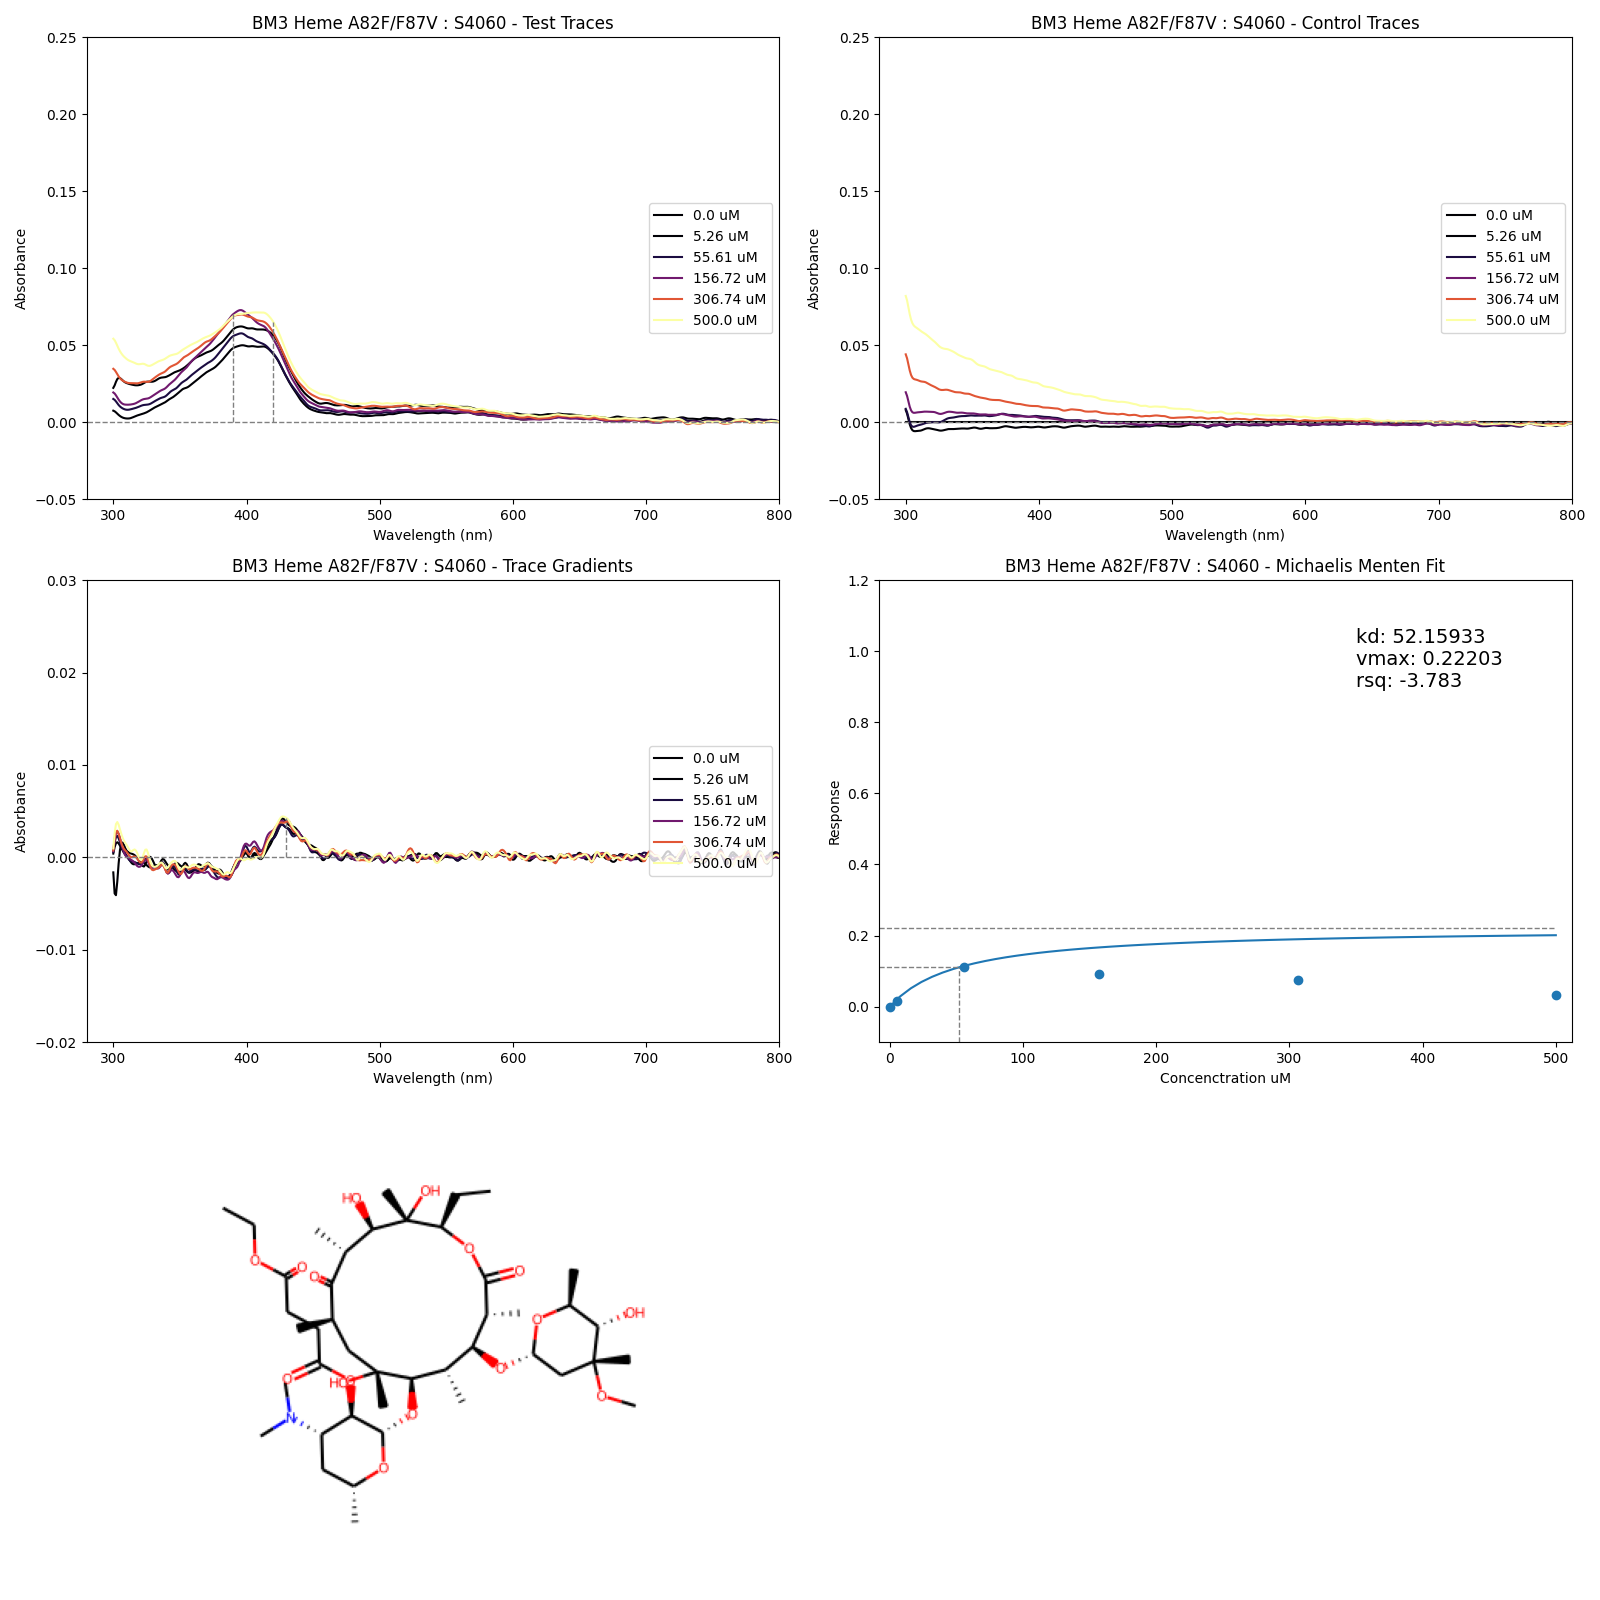 BM3 Heme A82F/F87V : S4060 - Test Traces
0.25
0.20
0.15
0.10
0.05
0.00
−0.05
Absorbance
300 400 500 600 700 800
Wavelength (nm)
0.0 uM
5.26 uM
55.61 uM
156.72 uM
306.74 uM
500.0 uM
BM3 Heme A82F/F87V : S4060 - Control Traces
0.25
0.20
0.15
0.10
0.05
0.00
−0.05
Absorbance
300 400 500 600 700 800
Wavelength (nm)
0.0 uM
5.26 uM
55.61 uM
156.72 uM
306.74 uM
500.0 uM
BM3 Heme A82F/F87V : S4060 - Trace Gradients
0.03
0.02
0.01
0.00
−0.01
−0.02
Absorbance
300 400 500 600 700 800
Wavelength (nm)
0.0 uM
5.26 uM
55.61 uM
156.72 uM
306.74 uM
500.0 uM
BM3 Heme A82F/F87V : S4060 - Michaelis Menten Fit
1.2
1.0
0.8
0.6
0.4
0.2
0.0
Response
0 100 200 300 400 500
Concenctration uM
kd: 52.15933
vmax: 0.22203
rsq: -3.783
HO
OH
O
O
O
O
O
O
OH
O
O
O
HO
O
N
O
O